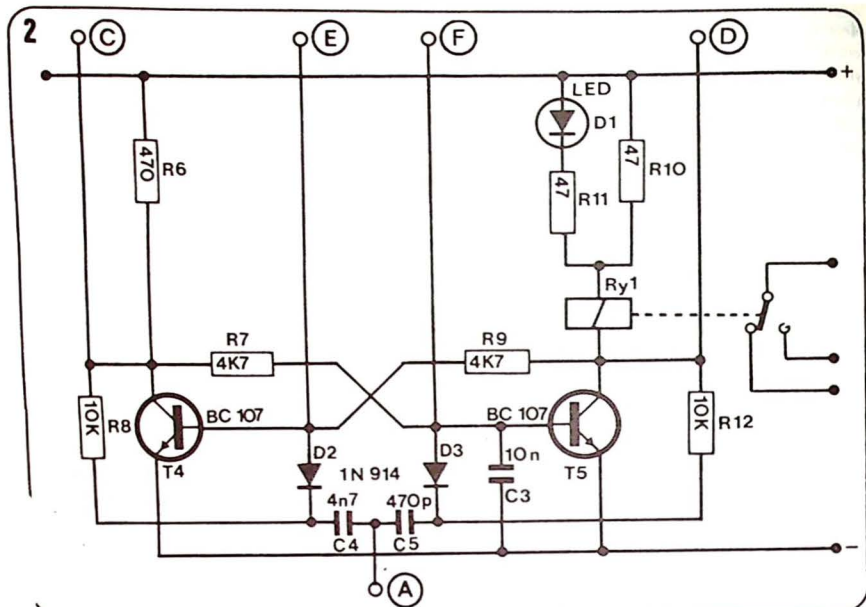 2
C E F D
+
LED
D1
470 R6
47 R11
47 R10
Ry1
R7
4K7
R9
4K7
10K R8
BC 107
T4
BC 107
T5
10K R12
D2
D3
1N 914
10n
C3
4n7
C4
470p
C5
−
A